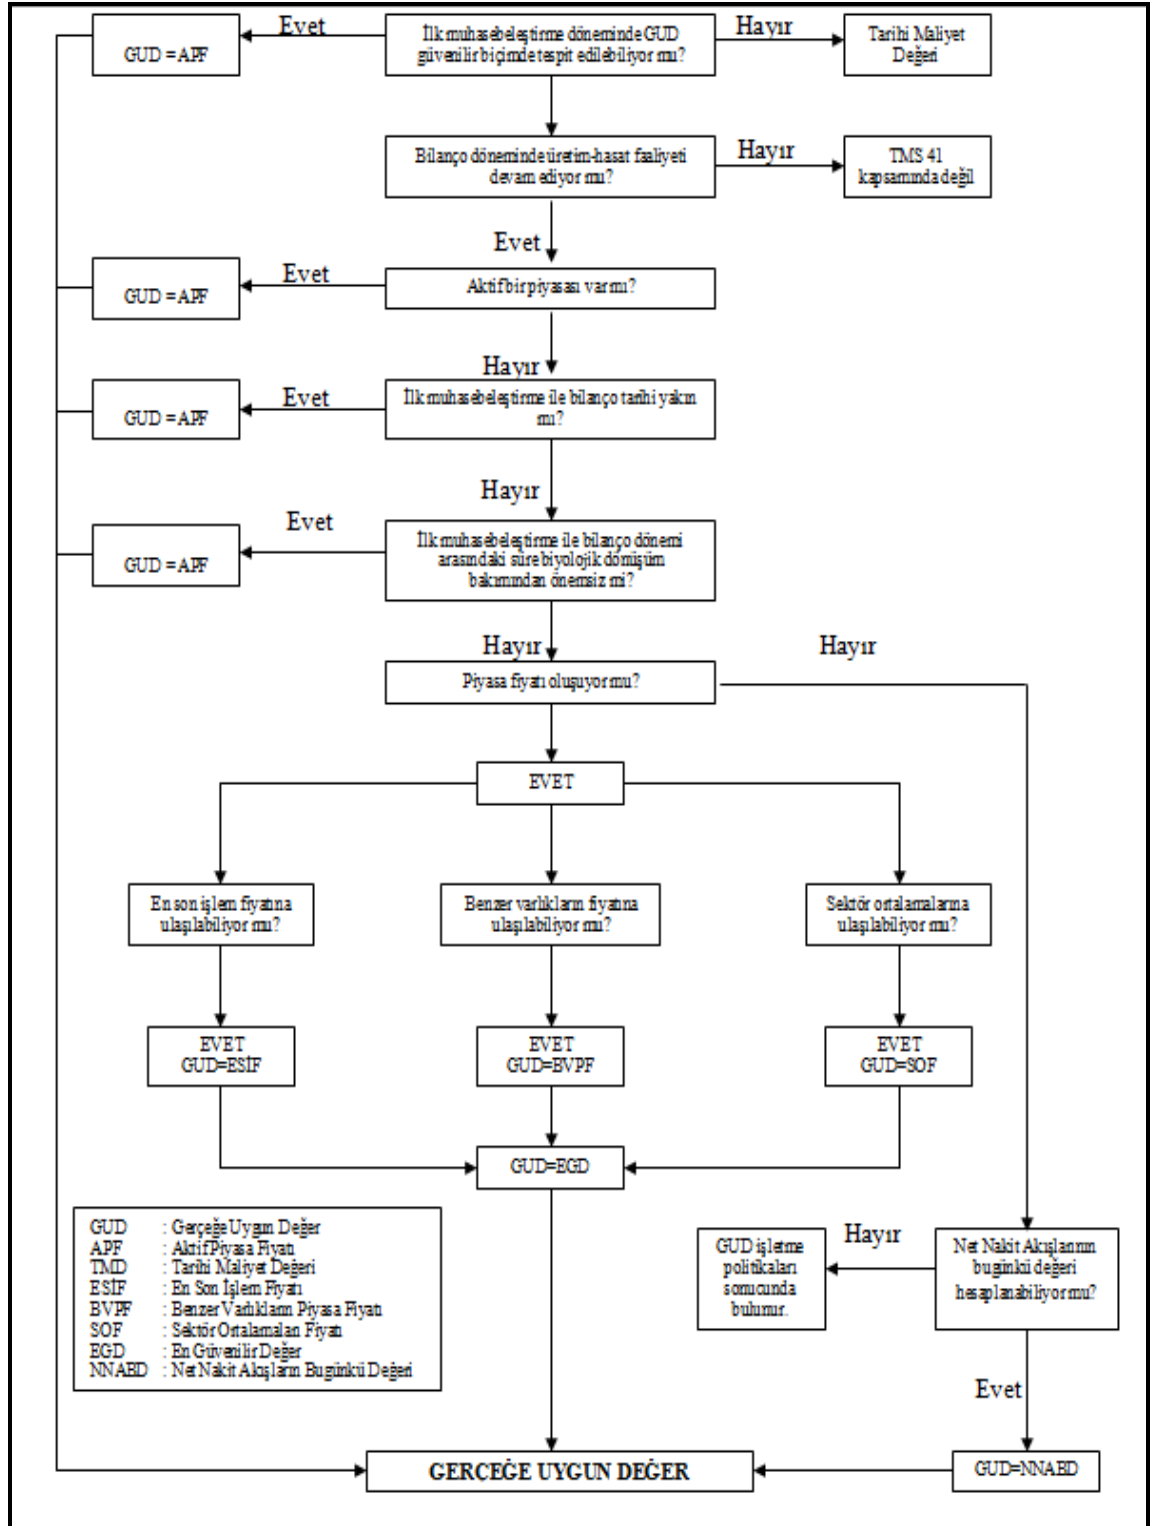 Evet
İlk muhasebeleştirme döneminde GUD
güvenilir biçimde tespit edilebiliyor mu?
Hayır
Tarihi Maliyet
Değeri
GUD = APF
Bilanço döneminde üretim-hasat faaliyeti
devam ediyor mu?
Hayır
TMS 41
kapsamında değil
Evet
GUD = APF
Evet
Aktif bir piyasası var mı?
Hayır
GUD = APF
Evet
İlk muhasebeleştirme ile bilanço tarihi yakın
mı?
Hayır
GUD = APF
Evet
İlk muhasebeleştirme ile bilanço dönemi
arasındaki süre biyolojik dönüşüm
bakımından önemsiz mi?
Hayır
Hayır
Piyasa fiyatı oluşuyor mu?
EVET
En son işlem fiyatına
ulaşılabiliyor mu?
Benzer varlıkların fiyatına
ulaşılabiliyor mu?
Sektör ortalamalarına
ulaşılabiliyor mu?
EVET
GUD=ESİF
EVET
GUD=BVPF
EVET
GUD=SOF
GUD=EGD
GUD : Gerçeğe Uygun Değer
APF : Aktif Piyasa Fiyatı
TMD : Tarihi Maliyet Değeri
ESİF : En Son İşlem Fiyatı
BVPF : Benzer Varlıkların Piyasa Fiyatı
SOF : Sektör Ortalamaları Fiyatı
EGD : En Güvenilir Değer
NNABD : Net Nakit Akışların Bugünkü Değeri
GUD işletme
politikaları
sonucunda
bulunur.
Hayır
Net Nakit Akışlarının
bugünkü değeri
hesaplanabiliyor mu?
Evet
GERÇEĞE UYGUN DEĞER
GUD=NNABD